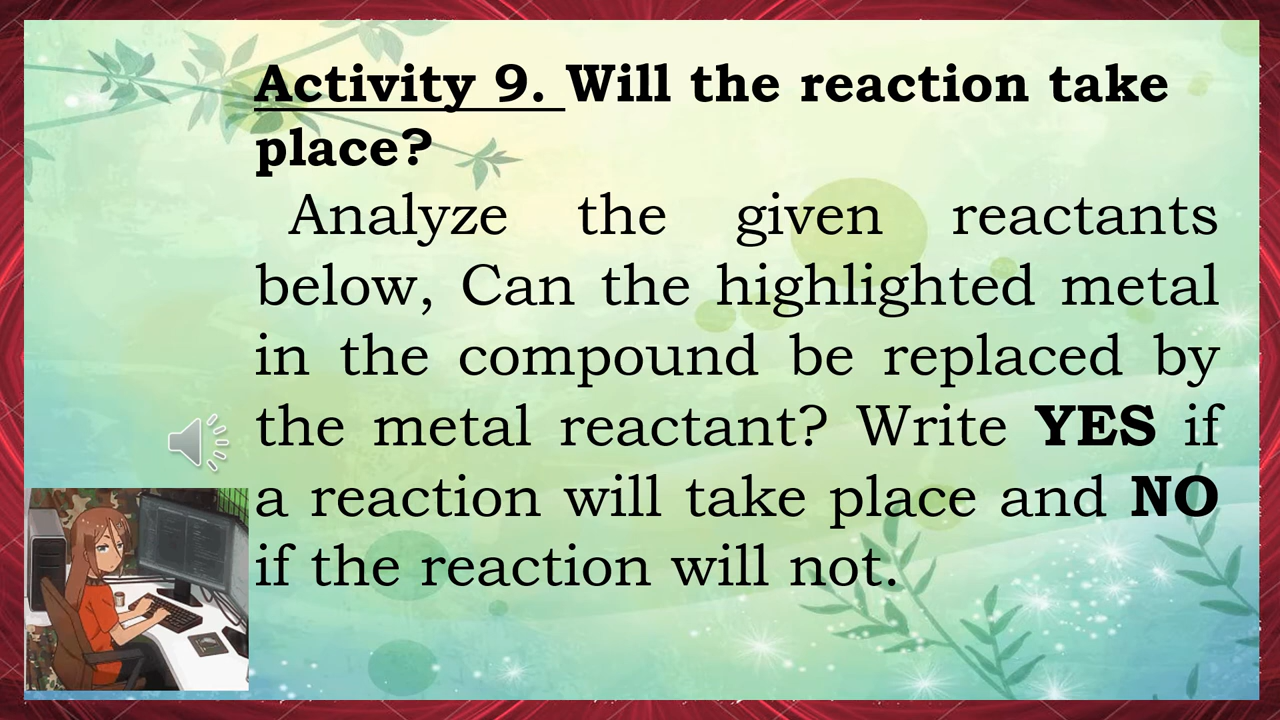 Activity 9. Will the reaction take
place?
Analyze the given reactants
below, Can the highlighted metal
in the compound be replaced by
the metal reactant? Write YES if
a reaction will take place and NO
if the reaction will not.